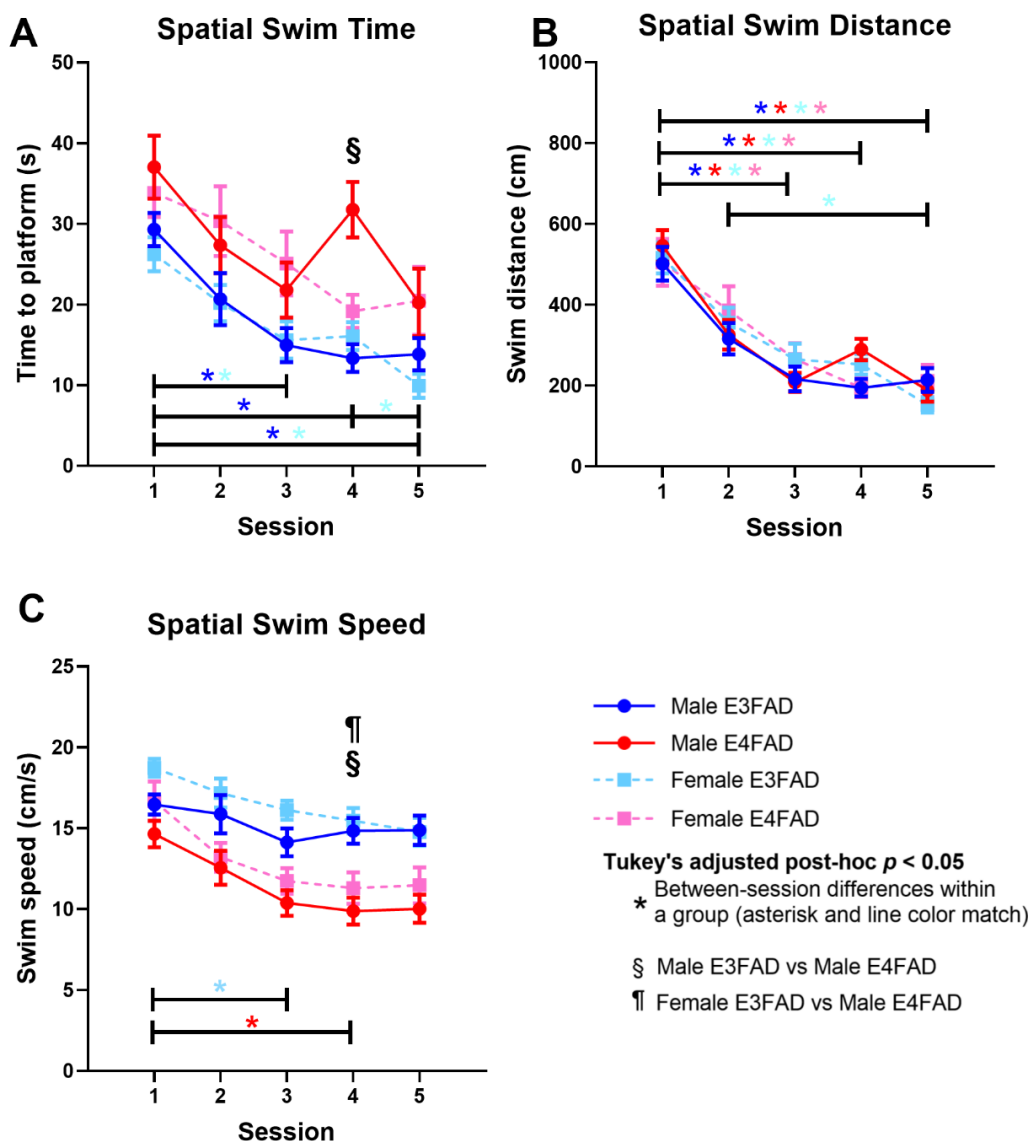 A
Spatial Swim Time
50
40
30
20
10
0
Time to platform (s)
§
* *
* *
* *
1 2 3 4 5
Session
B
Spatial Swim Distance
1000
800
600
400
200
0
Swim distance (cm)
* * * *
* * * *
* * * *
*
1 2 3 4 5
Session
C
Spatial Swim Speed
25
20
15
10
5
0
Swim speed (cm/s)
¶
§
*
*
1 2 3 4 5
Session
Male E3FAD
Male E4FAD
Female E3FAD
Female E4FAD
Tukey's adjusted post-hoc p < 0.05
* Between-session differences within
a group (asterisk and line color match)
§ Male E3FAD vs Male E4FAD
¶ Female E3FAD vs Male E4FAD